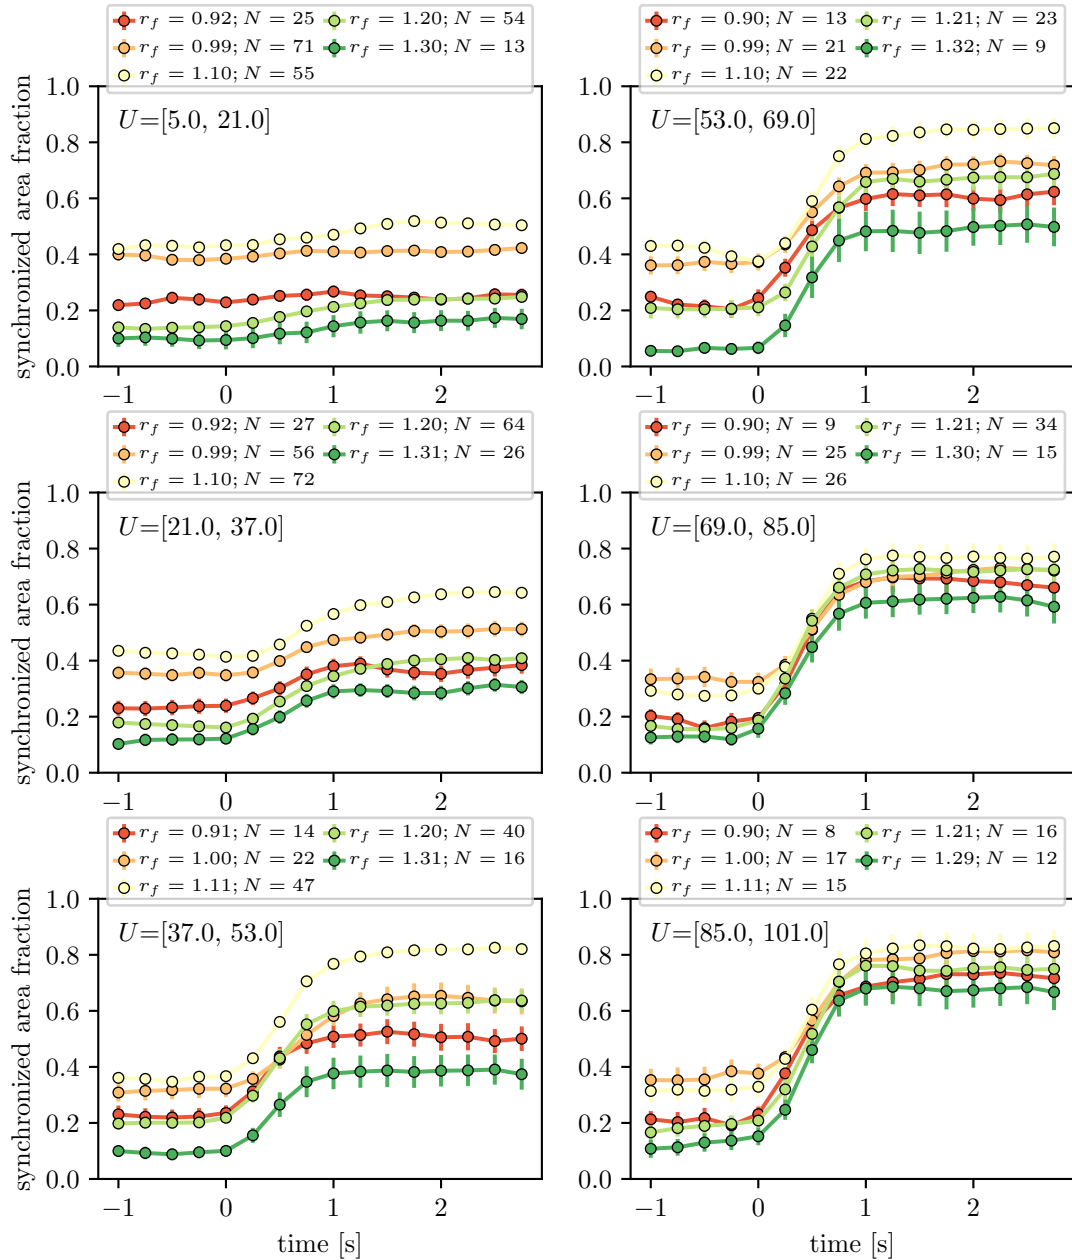 r_f = 0.92; N = 25 r_f = 1.20; N = 54
r_f = 0.99; N = 71 r_f = 1.30; N = 13
r_f = 1.10; N = 55
U=[5.0, 21.0]
synchronized area fraction
1.0
0.8
0.6
0.4
0.2
0.0
−1 0 1 2
r_f = 0.90; N = 13 r_f = 1.21; N = 23
r_f = 0.99; N = 21 r_f = 1.32; N = 9
r_f = 1.10; N = 22
U=[53.0, 69.0]
1.0
0.8
0.6
0.4
0.2
0.0
−1 0 1 2
r_f = 0.92; N = 27 r_f = 1.20; N = 64
r_f = 0.99; N = 56 r_f = 1.31; N = 26
r_f = 1.10; N = 72
U=[21.0, 37.0]
synchronized area fraction
1.0
0.8
0.6
0.4
0.2
0.0
−1 0 1 2
r_f = 0.90; N = 9 r_f = 1.21; N = 34
r_f = 0.99; N = 25 r_f = 1.30; N = 15
r_f = 1.10; N = 26
U=[69.0, 85.0]
1.0
0.8
0.6
0.4
0.2
0.0
−1 0 1 2
r_f = 0.91; N = 14 r_f = 1.20; N = 40
r_f = 1.00; N = 22 r_f = 1.31; N = 16
r_f = 1.11; N = 47
U=[37.0, 53.0]
synchronized area fraction
1.0
0.8
0.6
0.4
0.2
0.0
−1 0 1 2
time [s]
r_f = 0.90; N = 8 r_f = 1.21; N = 16
r_f = 1.00; N = 17 r_f = 1.29; N = 12
r_f = 1.11; N = 15
U=[85.0, 101.0]
1.0
0.8
0.6
0.4
0.2
0.0
−1 0 1 2
time [s]